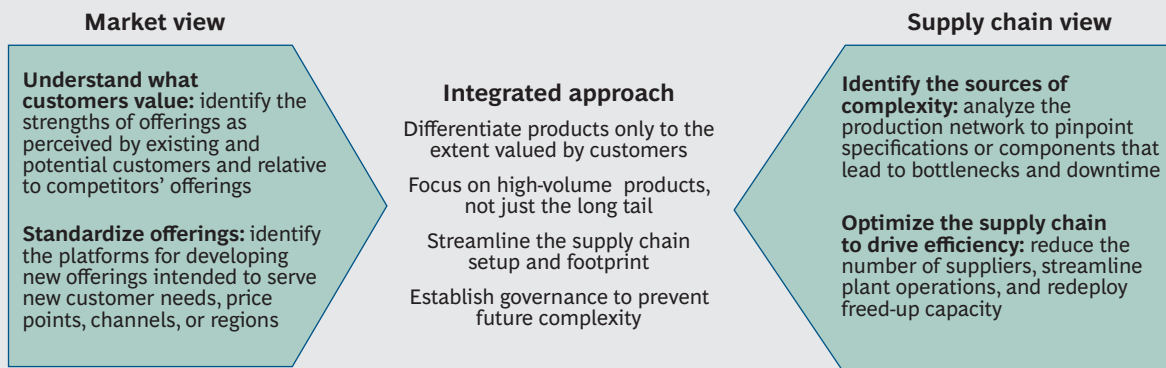 Market view
Understand what
customers value: identify the
strengths of offerings as
perceived by existing and
potential customers and relative
to competitors’ offerings
Standardize offerings: identify
the platforms for developing
new offerings intended to serve
new customer needs, price
points, channels, or regions
Integrated approach
Differentiate products only to the
extent valued by customers
Focus on high-volume products,
not just the long tail
Streamline the supply chain
setup and footprint
Establish governance to prevent
future complexity
Supply chain view
Identify the sources of
complexity: analyze the
production network to pinpoint
specifications or components that
lead to bottlenecks and downtime
Optimize the supply chain
to drive efficiency: reduce the
number of suppliers, streamline
plant operations, and redeploy
freed-up capacity